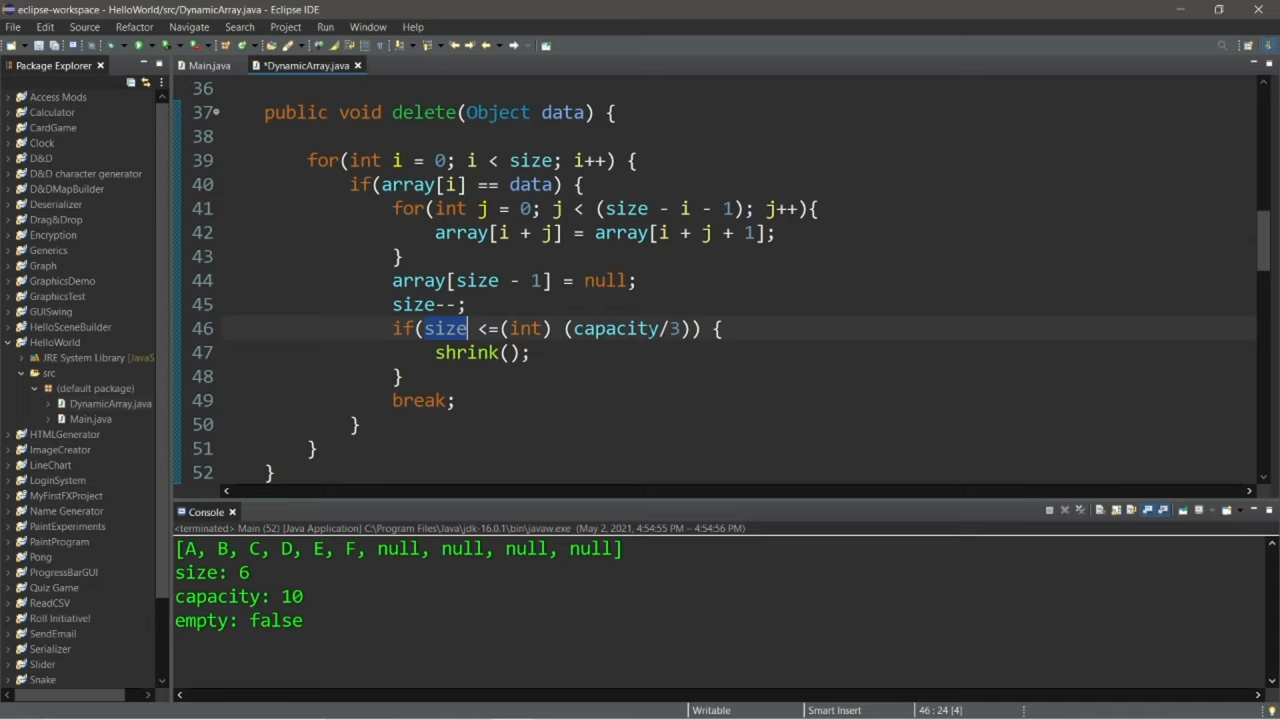 eclipse-workspace - HelloWorld/src/DynamicArray.java - Eclipse IDE
File Edit Source Refactor Navigate Search Project Run Window Help
Package Explorer
Main.java *DynamicArray.java
Access Mods
Calculator
CardGame
Clock
D&D
D&D character generator
D&DMapBuilder
Deserializer
Drag&Drop
Encryption
Generics
Graph
GraphicsDemo
GraphicsTest
GUISwing
HelloSceneBuilder
HelloWorld
JRE System Library [JavaS
src
(default package)
DynamicArray.java
Main.java
HTMLGenerator
ImageCreator
LineChart
LoginSystem
MyFirstFXProject
Name Generator
PaintExperiments
PaintProgram
Pong
ProgressBarGUI
Quiz Game
ReadCSV
Roll Initiative!
SendEmail
Serializer
Slider
Snake
36
37 public void delete(Object data) {
38
39 for(int i = 0; i < size; i++) {
40 if(array[i] == data) {
41 for(int j = 0; j < (size - i - 1); j++){
42 array[i + j] = array[i + j + 1];
43 }
44 array[size - 1] = null;
45 size--;
46 if(size <=(int) (capacity/3)) {
47 shrink();
48 }
49 break;
50 }
51 }
52 }
Console
<terminated> Main (52) [Java Application] C:\Program Files\Java\jdk-16.0.1\bin\javaw.exe (May 2, 2021, 4:54:55 PM – 4:54:56 PM)
[A, B, C, D, E, F, null, null, null, null]
size: 6
capacity: 10
empty: false
Writable Smart Insert 46 : 24 [4]